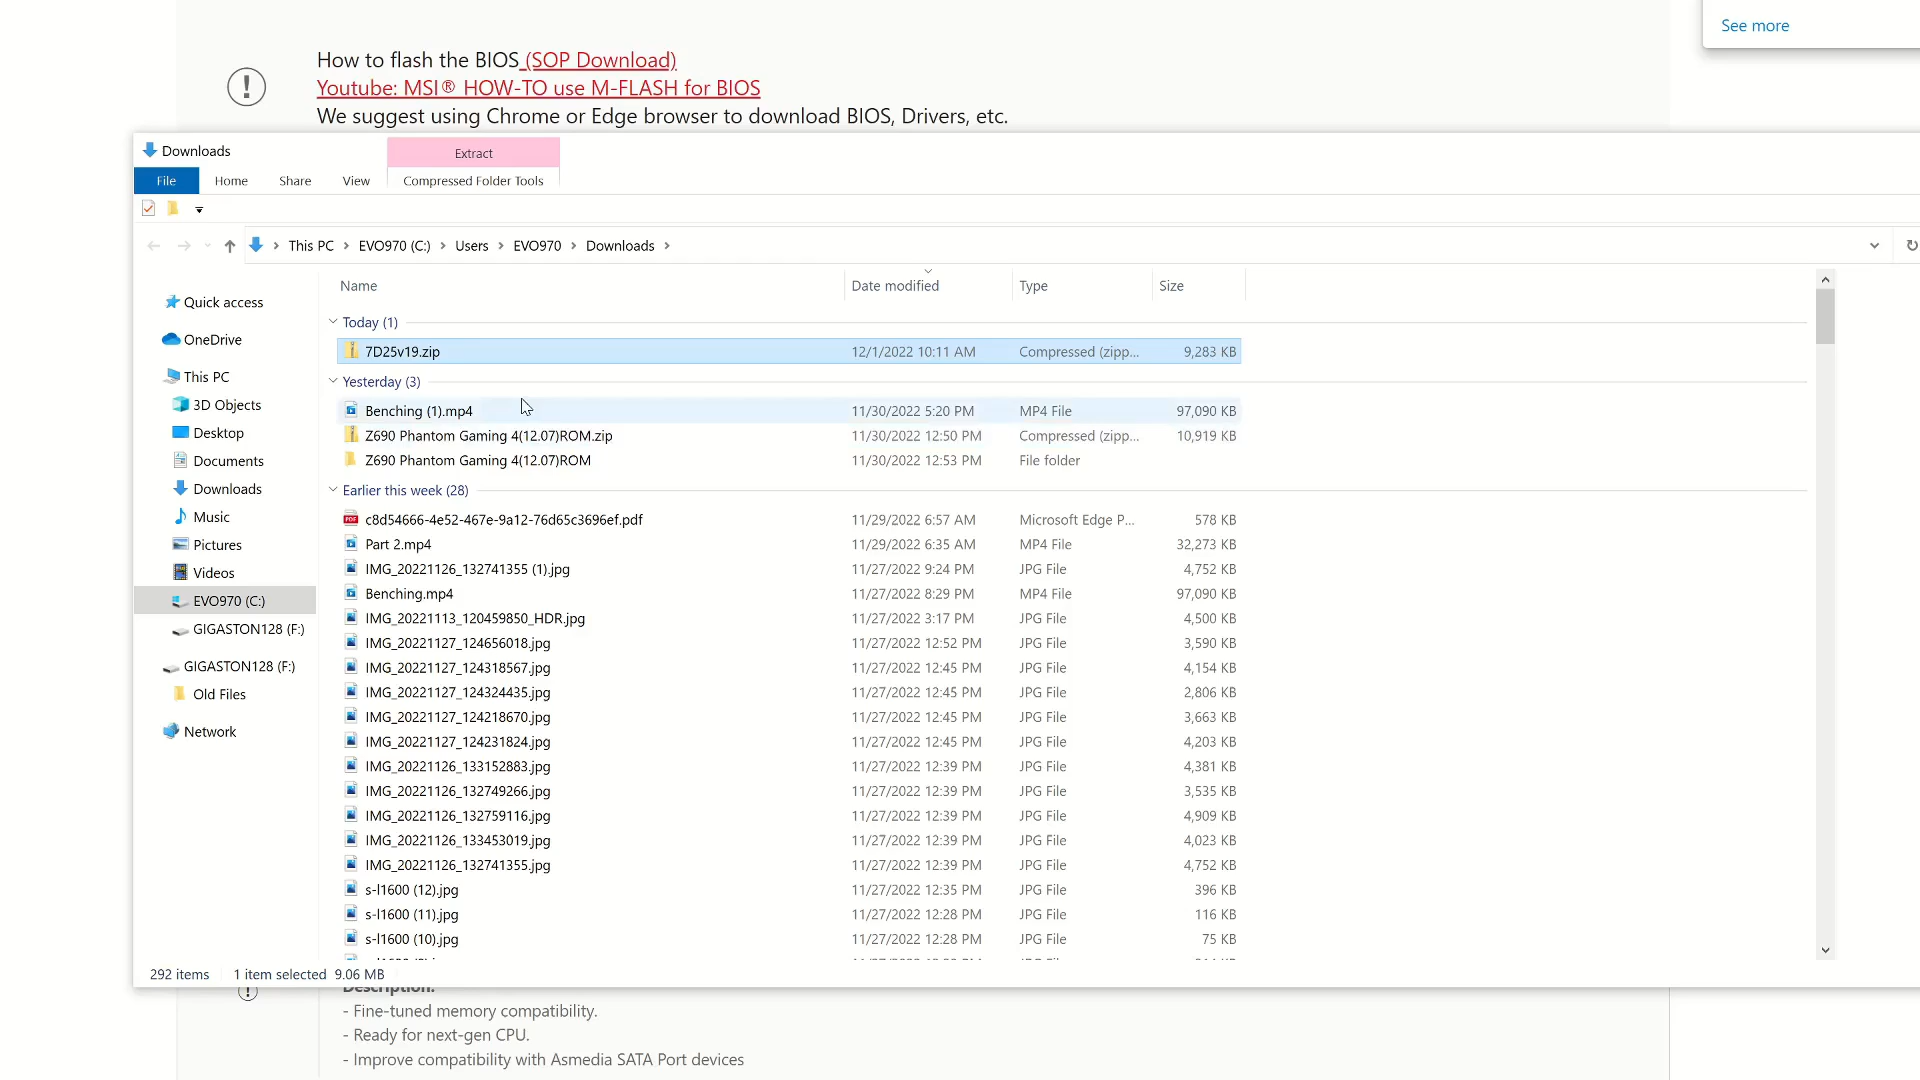 See more
How to flash the BIOS (SOP Download)
Youtube: MSI® HOW-TO use M-FLASH for BIOS
We suggest using Chrome or Edge browser to download BIOS, Drivers, etc.
Downloads
Extract
File Home Share View Compressed Folder Tools
This PC > EVO970 (C:) > Users > EVO970 > Downloads >
Name Date modified Type Size
Quick access
OneDrive
This PC
3D Objects
Desktop
Documents
Downloads
Music
Pictures
Videos
EVO970 (C:)
GIGASTON128 (F:)
GIGASTON128 (F:)
Old Files
Network
Today (1)
7D25v19.zip 12/1/2022 10:11 AM Compressed (zipp... 9,283 KB
Yesterday (3)
Benching (1).mp4 11/30/2022 5:20 PM MP4 File 97,090 KB
Z690 Phantom Gaming 4(12.07)ROM.zip 11/30/2022 12:50 PM Compressed (zipp... 10,919 KB
Z690 Phantom Gaming 4(12.07)ROM 11/30/2022 12:53 PM File folder
Earlier this week (28)
c8d54666-4e52-467e-9a12-76d65c3696ef.pdf 11/29/2022 6:57 AM Microsoft Edge P... 578 KB
Part 2.mp4 11/29/2022 6:35 AM MP4 File 32,273 KB
IMG_20221126_132741355 (1).jpg 11/27/2022 9:24 PM JPG File 4,752 KB
Benching.mp4 11/27/2022 8:29 PM MP4 File 97,090 KB
IMG_20221113_120459850_HDR.jpg 11/27/2022 3:17 PM JPG File 4,500 KB
IMG_20221127_124656018.jpg 11/27/2022 12:52 PM JPG File 3,590 KB
IMG_20221127_124318567.jpg 11/27/2022 12:45 PM JPG File 4,154 KB
IMG_20221127_124324435.jpg 11/27/2022 12:45 PM JPG File 2,806 KB
IMG_20221127_124218670.jpg 11/27/2022 12:45 PM JPG File 3,663 KB
IMG_20221127_124231824.jpg 11/27/2022 12:45 PM JPG File 4,203 KB
IMG_20221126_133152883.jpg 11/27/2022 12:39 PM JPG File 4,381 KB
IMG_20221126_132749266.jpg 11/27/2022 12:39 PM JPG File 3,535 KB
IMG_20221126_132759116.jpg 11/27/2022 12:39 PM JPG File 4,909 KB
IMG_20221126_133453019.jpg 11/27/2022 12:39 PM JPG File 4,023 KB
IMG_20221126_132741355.jpg 11/27/2022 12:39 PM JPG File 4,752 KB
s-l1600 (12).jpg 11/27/2022 12:35 PM JPG File 396 KB
s-l1600 (11).jpg 11/27/2022 12:28 PM JPG File 116 KB
s-l1600 (10).jpg 11/27/2022 12:28 PM JPG File 75 KB
292 items 1 item selected 9.06 MB
Description:
- Fine-tuned memory compatibility.
- Ready for next-gen CPU.
- Improve compatibility with Asmedia SATA Port devices